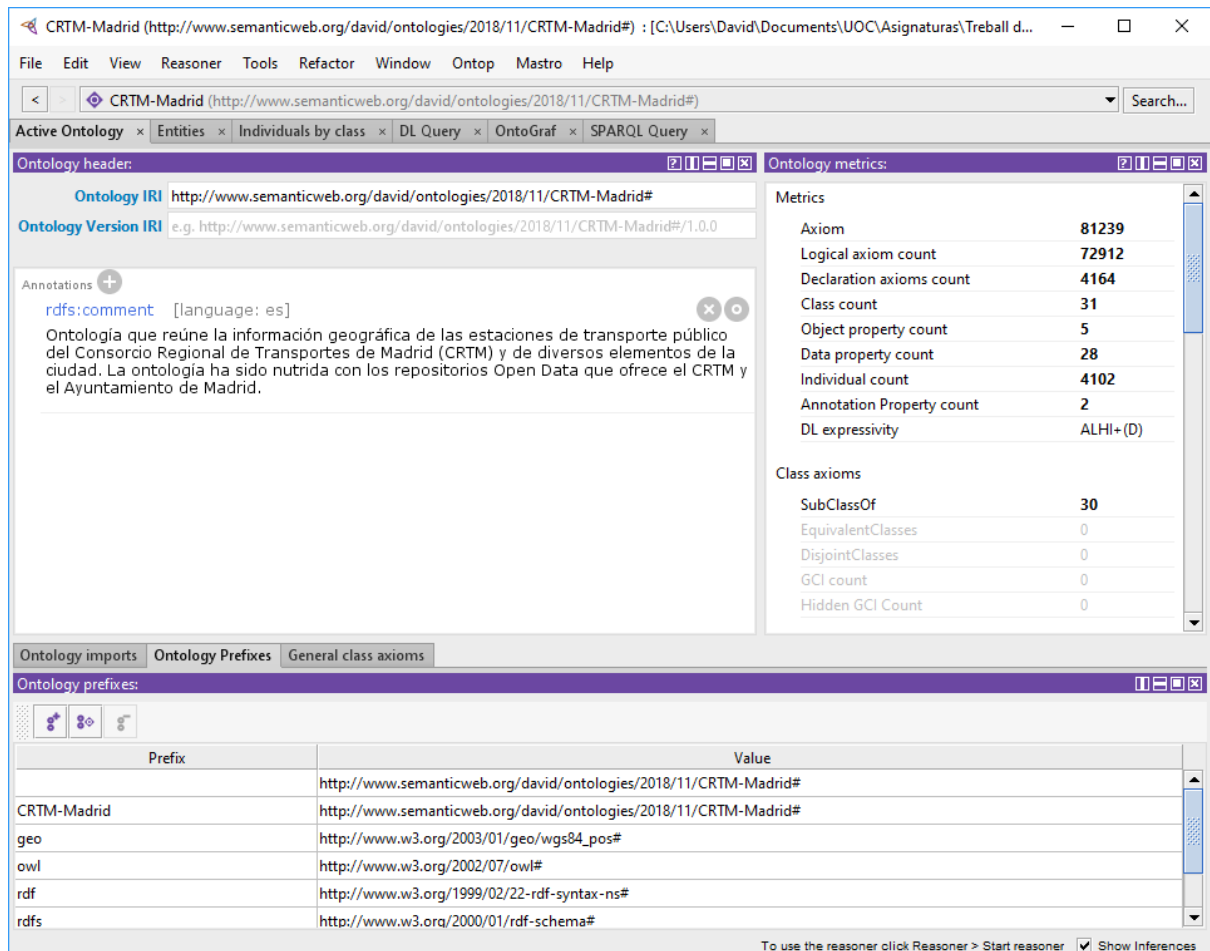 CRTM-Madrid (http://www.semanticweb.org/david/ontologies/2018/11/CRTM-Madrid#) : [C:\Users\David\Documents\UOC\Asignaturas\Treball d...
File Edit View Reasoner Tools Refactor Window Ontop Mastro Help
< > CRTM-Madrid (http://www.semanticweb.org/david/ontologies/2018/11/CRTM-Madrid#) Search...
Active Ontology × Entities × Individuals by class × DL Query × OntoGraf × SPARQL Query ×
Ontology header:
Ontology IRI http://www.semanticweb.org/david/ontologies/2018/11/CRTM-Madrid#
Ontology Version IRI e.g. http://www.semanticweb.org/david/ontologies/2018/11/CRTM-Madrid#/1.0.0
Annotations
rdfs:comment [language: es]
Ontología que reúne la información geográfica de las estaciones de transporte público
del Consorcio Regional de Transportes de Madrid (CRTM) y de diversos elementos de la
ciudad. La ontología ha sido nutrida con los repositorios Open Data que ofrece el CRTM y
el Ayuntamiento de Madrid.
Ontology metrics:
Metrics
Axiom 81239
Logical axiom count 72912
Declaration axioms count 4164
Class count 31
Object property count 5
Data property count 28
Individual count 4102
Annotation Property count 2
DL expressivity ALHI+(D)
Class axioms
SubClassOf 30
EquivalentClasses 0
DisjointClasses 0
GCI count 0
Hidden GCI Count 0
Ontology imports Ontology Prefixes General class axioms
Ontology prefixes:
Prefix Value
http://www.semanticweb.org/david/ontologies/2018/11/CRTM-Madrid#
CRTM-Madrid http://www.semanticweb.org/david/ontologies/2018/11/CRTM-Madrid#
geo http://www.w3.org/2003/01/geo/wgs84_pos#
owl http://www.w3.org/2002/07/owl#
rdf http://www.w3.org/1999/02/22-rdf-syntax-ns#
rdfs http://www.w3.org/2000/01/rdf-schema#
To use the reasoner click Reasoner > Start reasoner Show Inferences